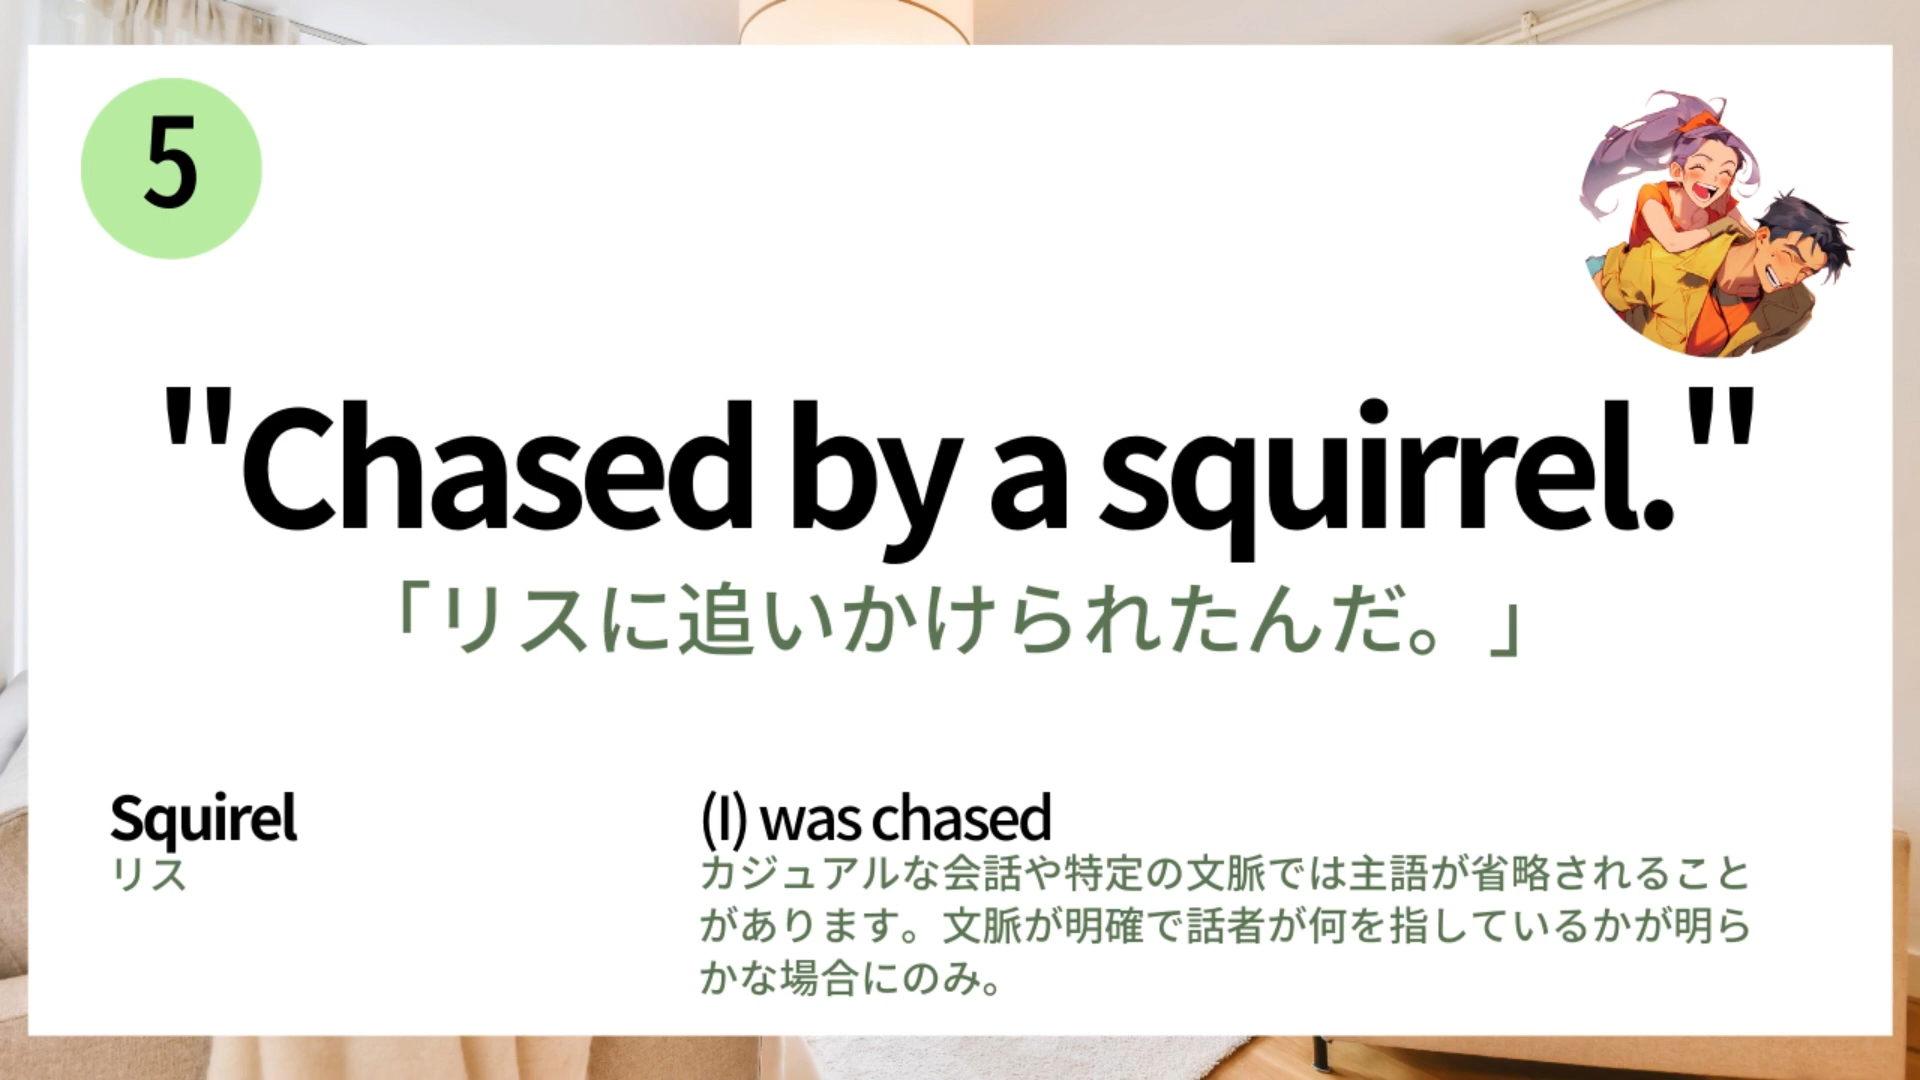 5
"Chased by a squirrel."
「リスに追いかけられたんだ。」
Squirel
リス
(I) was chased
カジュアルな会話や特定の文脈では主語が省略されること
があります。文脈が明確で話者が何を指しているかが明ら
かな場合にのみ。